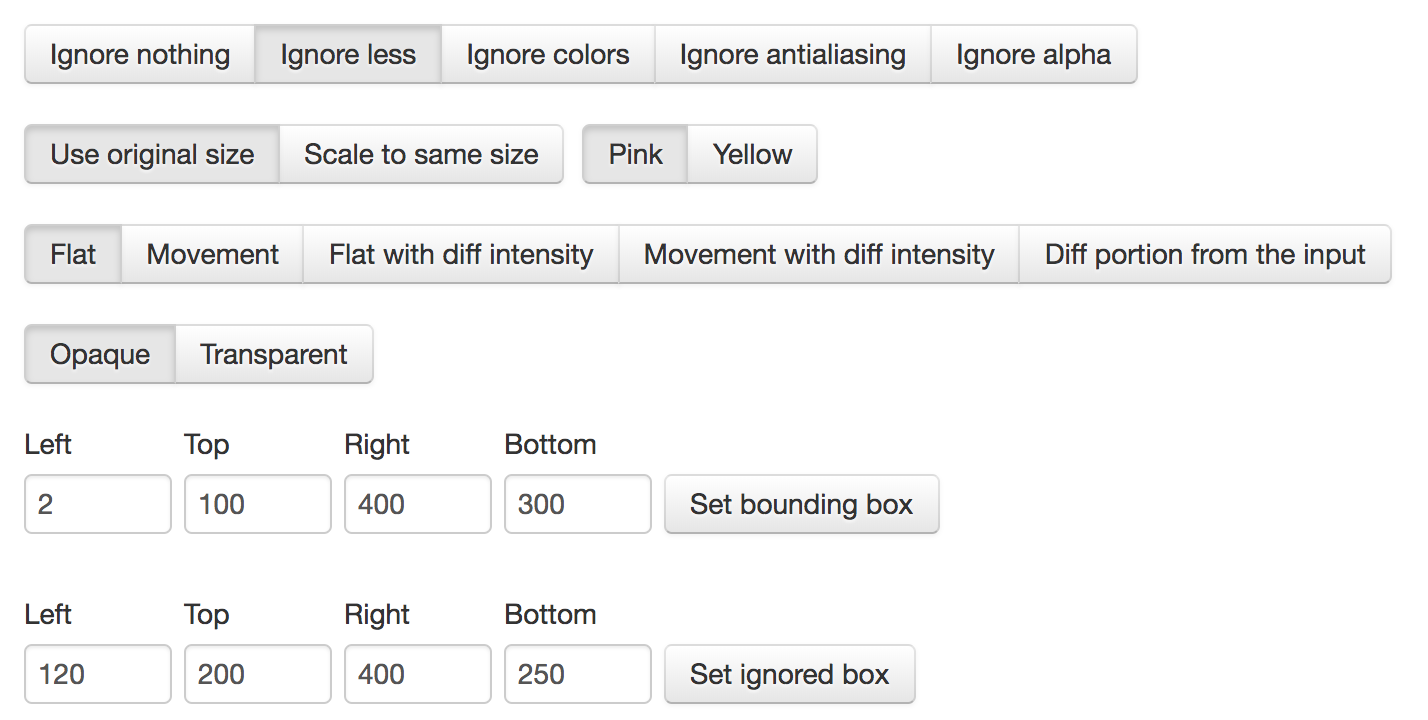 Ignore nothing Ignore less Ignore colors Ignore antialiasing Ignore alpha
Use original size Scale to same size Pink Yellow
Flat Movement Flat with diff intensity Movement with diff intensity Diff portion from the input
Opaque Transparent
Left Top Right Bottom
2 100 400 300 Set bounding box
Left Top Right Bottom
120 200 400 250 Set ignored box